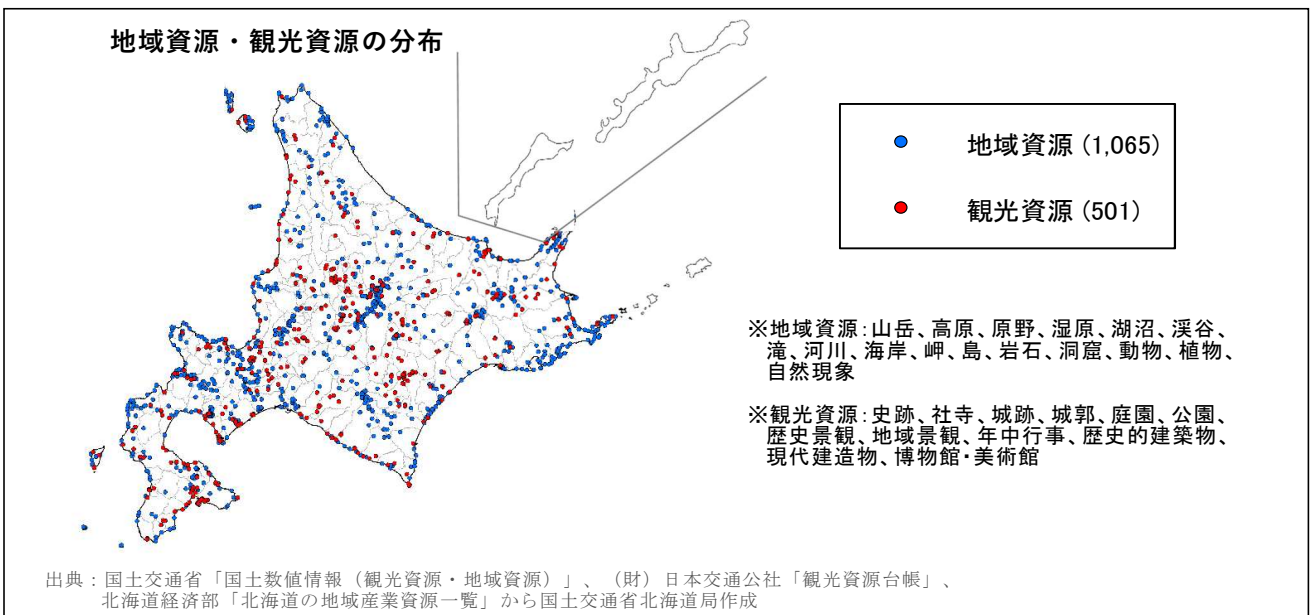 地域資源・観光資源の分布
地域資源 (1,065)
観光資源 (501)
※地域資源:山岳、高原、原野、湿原、湖沼、渓谷、
滝、河川、海岸、岬、島、岩石、洞窟、動物、植物、
自然現象
※観光資源:史跡、社寺、城跡、城郭、庭園、公園、
歴史景観、地域景観、年中行事、歴史的建築物、
現代建造物、博物館・美術館
出典:国土交通省「国土数値情報(観光資源・地域資源)」、(財)日本交通公社「観光資源台帳」、
北海道経済部「北海道の地域産業資源一覧」から国土交通省北海道局作成